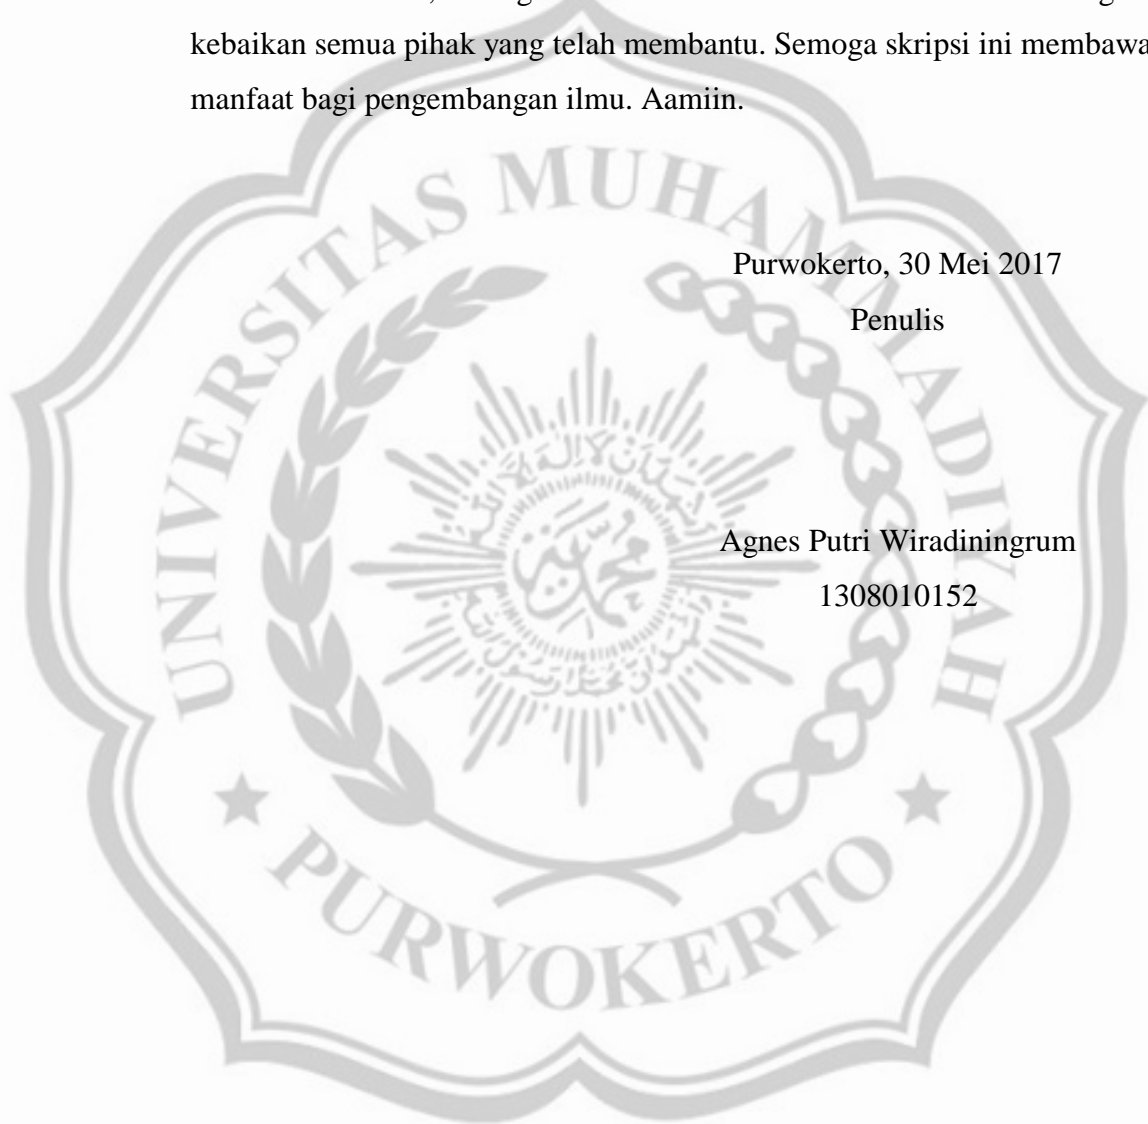 kebaikan semua pihak yang telah membantu. Semoga skripsi ini membawa
manfaat bagi pengembangan ilmu. Aamiin.
UNIVERSITAS MUHAMMADIYAH
Purwokerto, 30 Mei 2017
Penulis
Agnes Putri Wiradiningrum
1308010152
PURWOKERTO